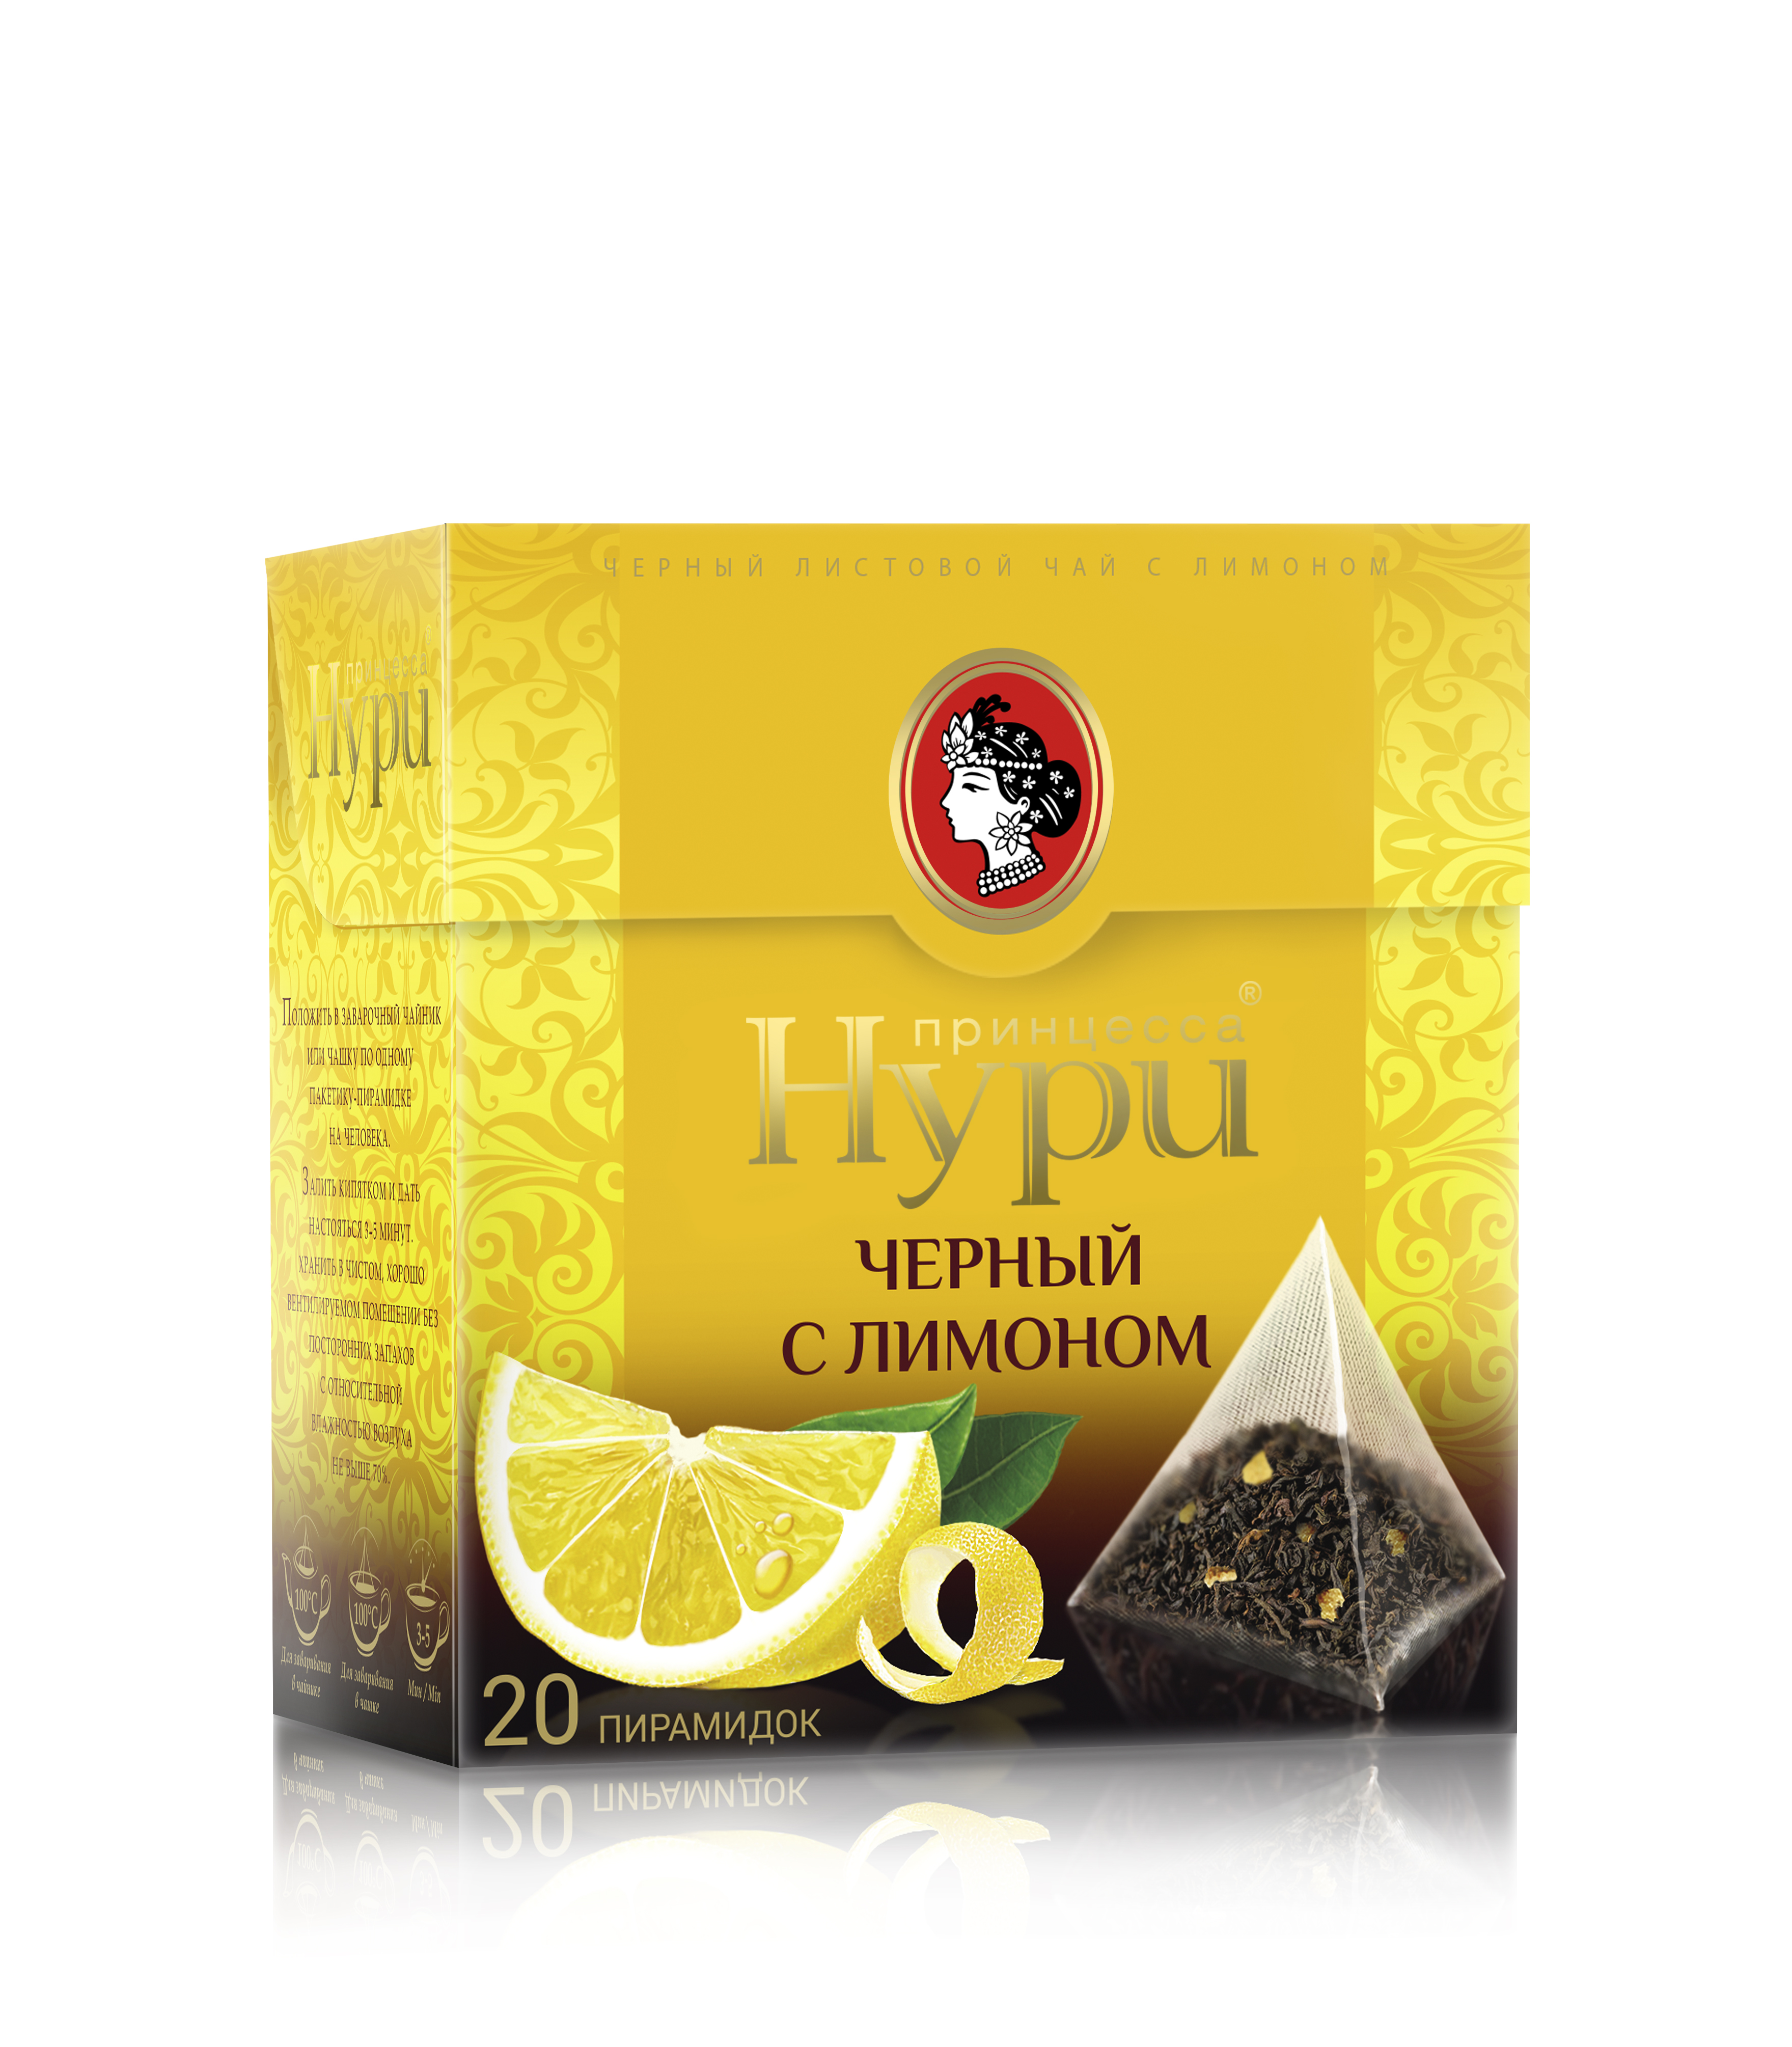 ЧЕРНЫЙ ЛИСТОВОЙ ЧАЙ С ЛИМОНОМ
принцесса ®
Нури
ЧЕРНЫЙ
С ЛИМОНОМ
20 ПИРАМИДОК
®
принцесса
Нури
Положить в заварочный чайник
или чашку по одному
пакетику-пирамидке
на человека.
Залить кипятком и дать
настояться 3-5 минут.
хранить в чистом, хорошо
вентилируемом помещении без
посторонних запахов
с относительной
влажностью воздуха
не выше 70%.
100°C 100°C 3-5
Для заваривания
в чайнике
Для заваривания
в чашке
Мин / Min